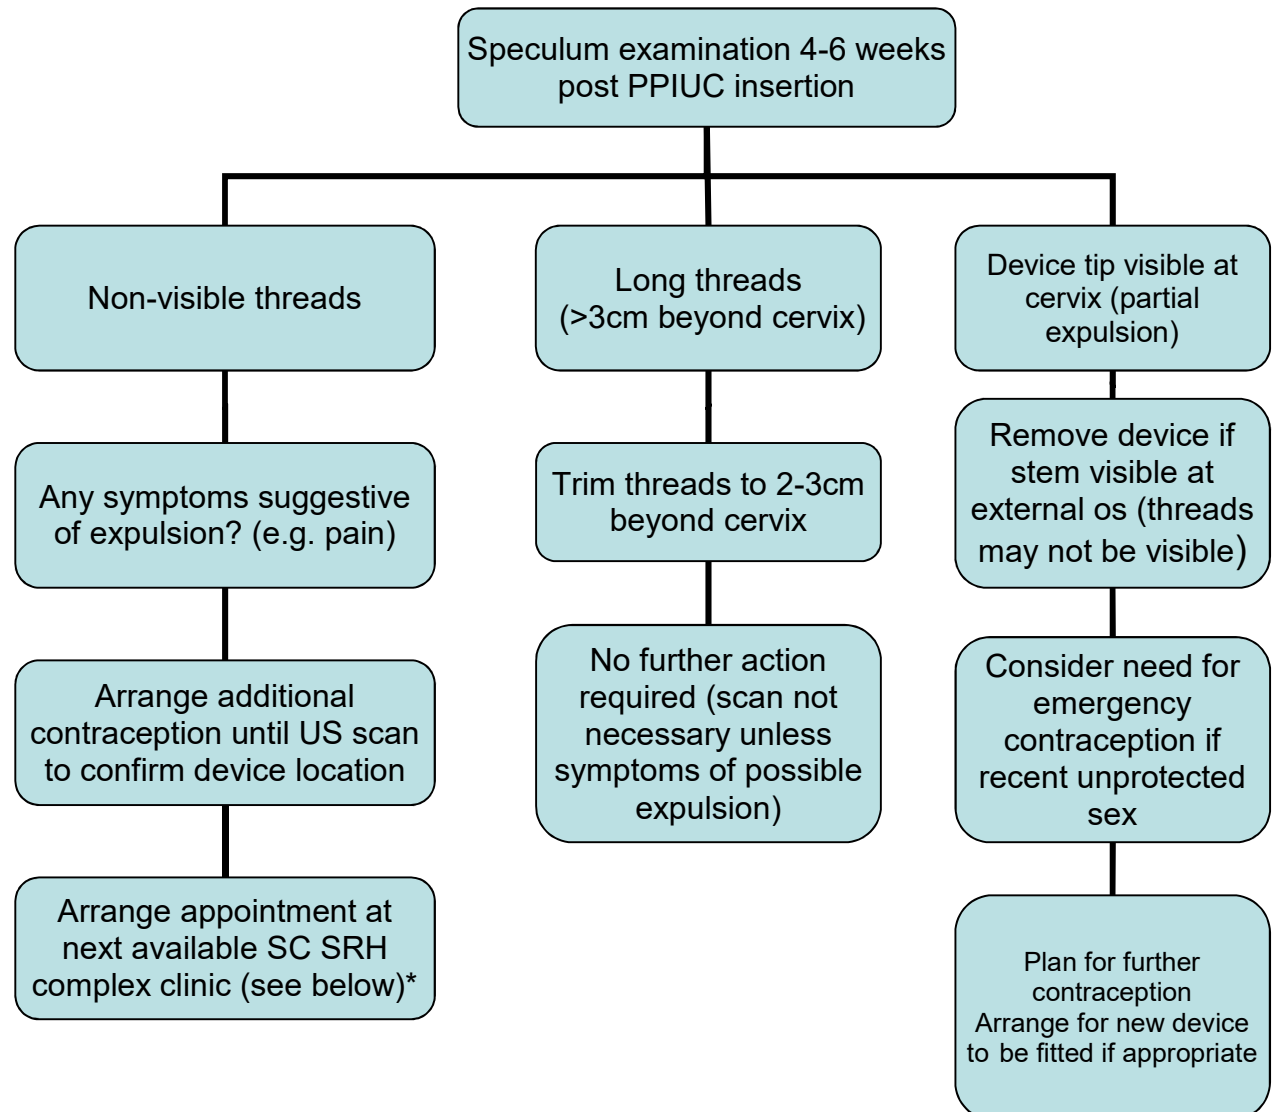 Speculum examination 4-6 weeks
post PPIUC insertion
Non-visible threads
Any symptoms suggestive
of expulsion? (e.g. pain)
Arrange additional
contraception until US scan
to confirm device location
Arrange appointment at
next available SC SRH
complex clinic (see below)*
Long threads
(>3cm beyond cervix)
Trim threads to 2-3cm
beyond cervix
No further action
required (scan not
necessary unless
symptoms of possible
expulsion)
Device tip visible at
cervix (partial
expulsion)
Remove device if
stem visible at
external os (threads
may not be visible)
Consider need for
emergency
contraception if
recent unprotected
sex
Plan for further
contraception
Arrange for new device
to be fitted if appropriate